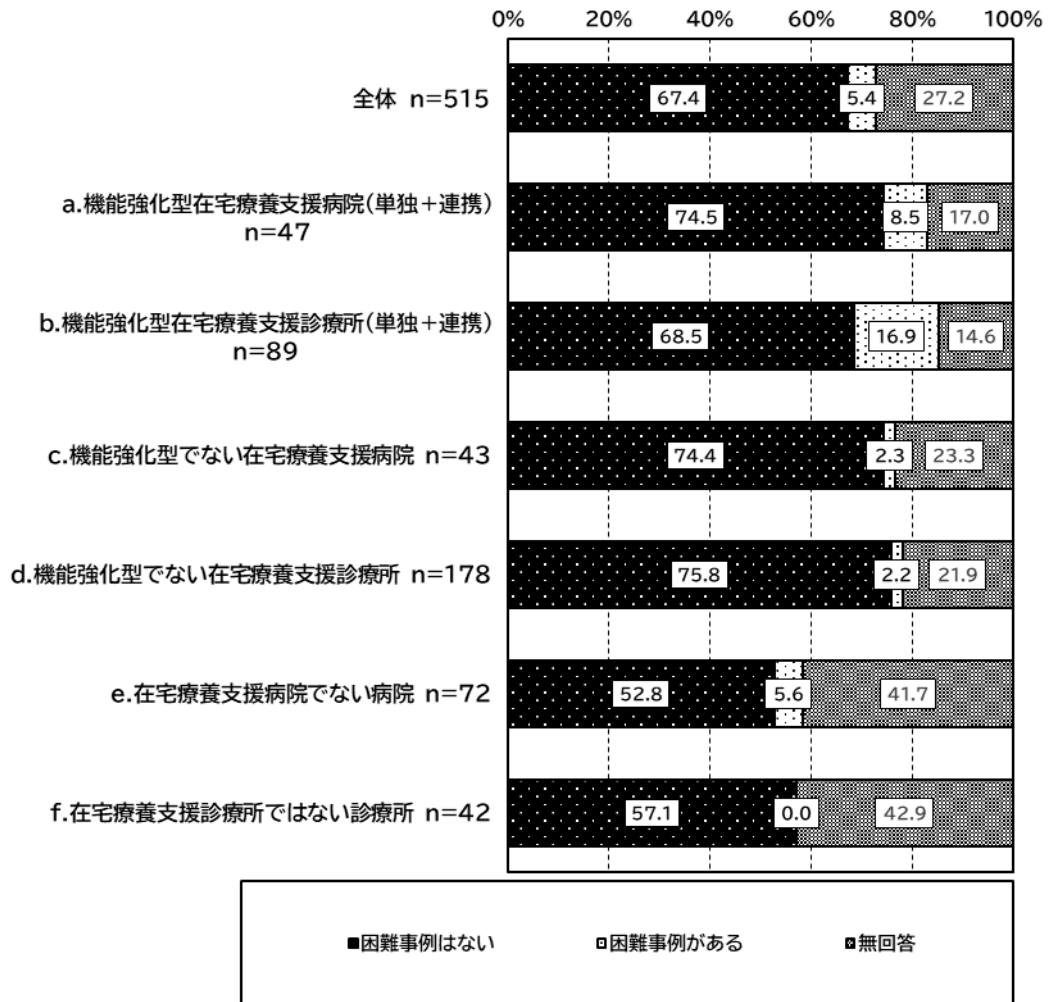 0% 20% 40% 60% 80% 100%
全体 n=515
67.4 5.4 27.2
a.機能強化型在宅療養支援病院(単独+連携)
n=47
74.5 8.5 17.0
b.機能強化型在宅療養支援診療所(単独+連携)
n=89
68.5 16.9 14.6
c.機能強化型でない在宅療養支援病院 n=43
74.4 2.3 23.3
d.機能強化型でない在宅療養支援診療所 n=178
75.8 2.2 21.9
e.在宅療養支援病院でない病院 n=72
52.8 5.6 41.7
f.在宅療養支援診療所ではない診療所 n=42
57.1 0.0 42.9
困難事例はない 困難事例がある 無回答